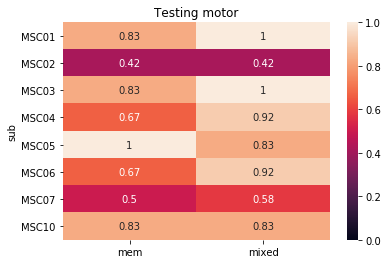 Testing motor
sub
MSC01 0.83 1
MSC02 0.42 0.42
MSC03 0.83 1
MSC04 0.67 0.92
MSC05 1 0.83
MSC06 0.67 0.92
MSC07 0.5 0.58
MSC10 0.83 0.83
mem mixed
1.0
0.8
0.6
0.4
0.2
0.0